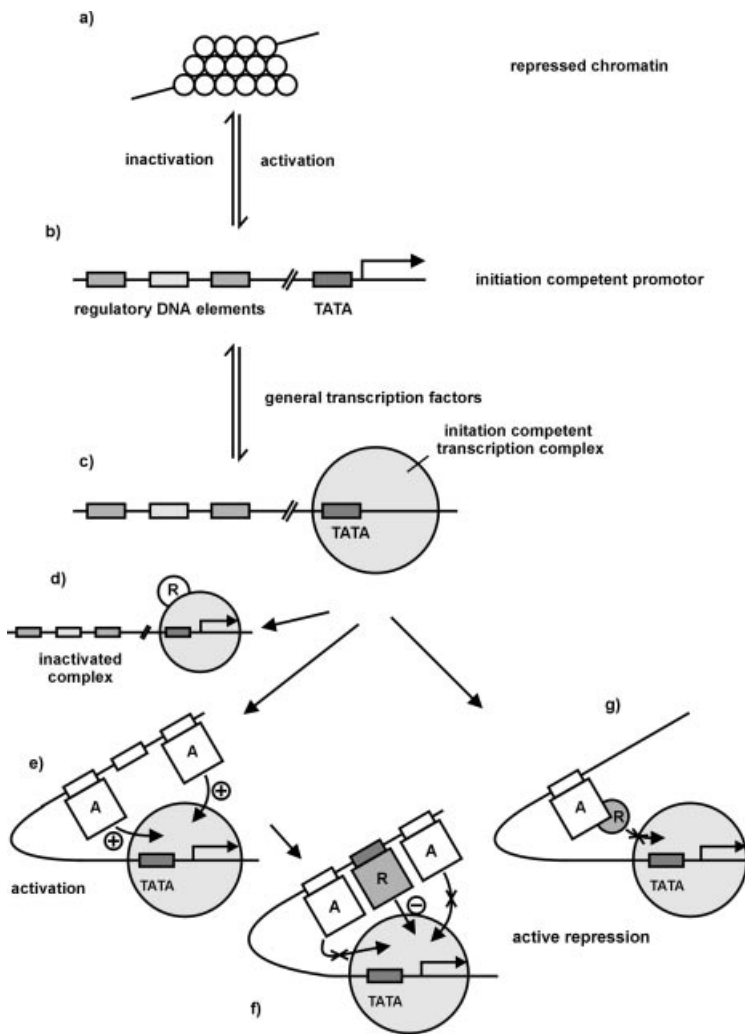 a)
repressed chromatin
inactivation
activation
b)
initiation competent promotor
regulatory DNA elements
TATA
general transcription factors
initation competent
transcription complex
c)
TATA
d)
R
inactivated
complex
g)
e)
A
A
+
+
A
R
activation
TATA
A
R
A
−
TATA
active repression
TATA
f)